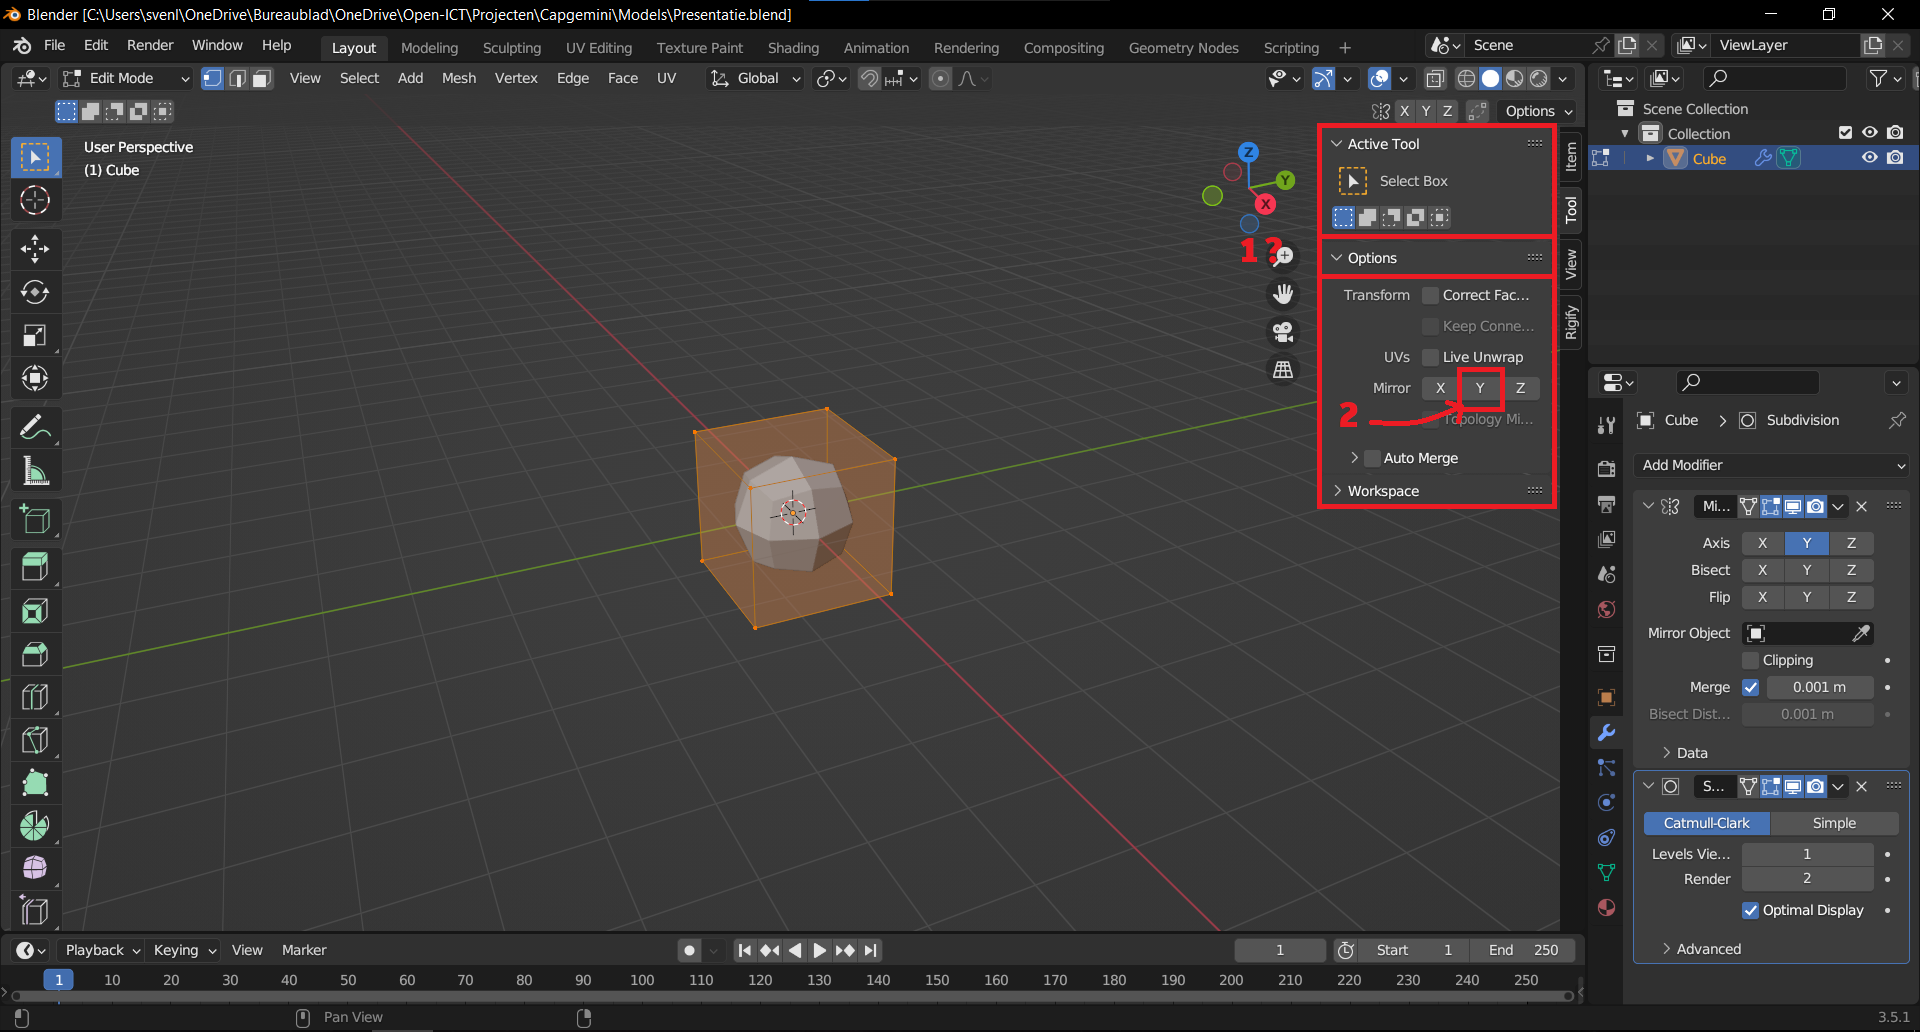 Blender [C:\Users\svenl\OneDrive\Bureaublad\OneDrive\Open-ICT\Projecten\Capgemini\Models\Presentatie.blend]
File Edit Render Window Help Layout Modeling Sculpting UV Editing Texture Paint Shading Animation Rendering Compositing Geometry Nodes Scripting + Scene ViewLayer
Edit Mode View Select Add Mesh Vertex Edge Face UV Global
X Y Z Options
User Perspective
(1) Cube
Z
Y
X
1 ?
Active Tool
Select Box
Options
Transform Correct Fac...
Keep Conne...
UVs Live Unwrap
Mirror X Y Z
2
Topology Mi...
Auto Merge
Workspace
Item
Tool
View
Rigify
Scene Collection
Collection
Cube
Cube > Subdivision
Add Modifier
Mi...
Axis X Y Z
Bisect X Y Z
Flip X Y Z
Mirror Object
Clipping
Merge 0.001 m
Bisect Dist... 0.001 m
Data
S...
Catmull-Clark Simple
Levels Vie... 1
Render 2
Optimal Display
Advanced
Playback Keying View Marker 1 Start 1 End 250
1 10 20 30 40 50 60 70 80 90 100 110 120 130 140 150 160 170 180 190 200 210 220 230 240 250
Pan View
3.5.1